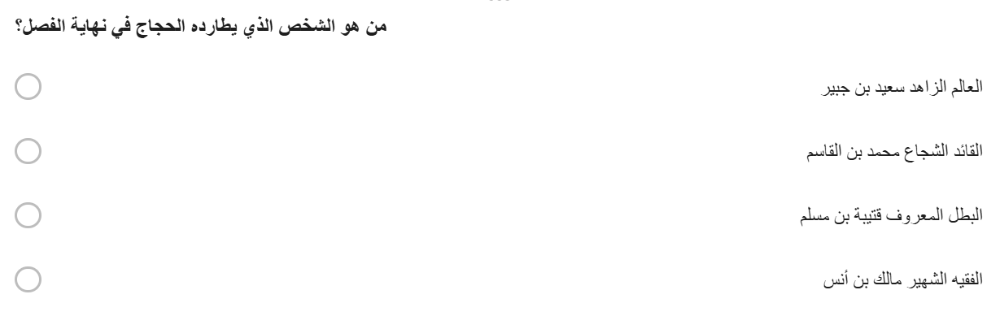 من هو الشخص الذي يطارده الحجاج في نهاية الفصل؟
العالم الزاهد سعيد بن جبير
القائد الشجاع محمد بن القاسم
البطل المعروف قتيبة بن مسلم
الفقيه الشهير مالك بن أنس